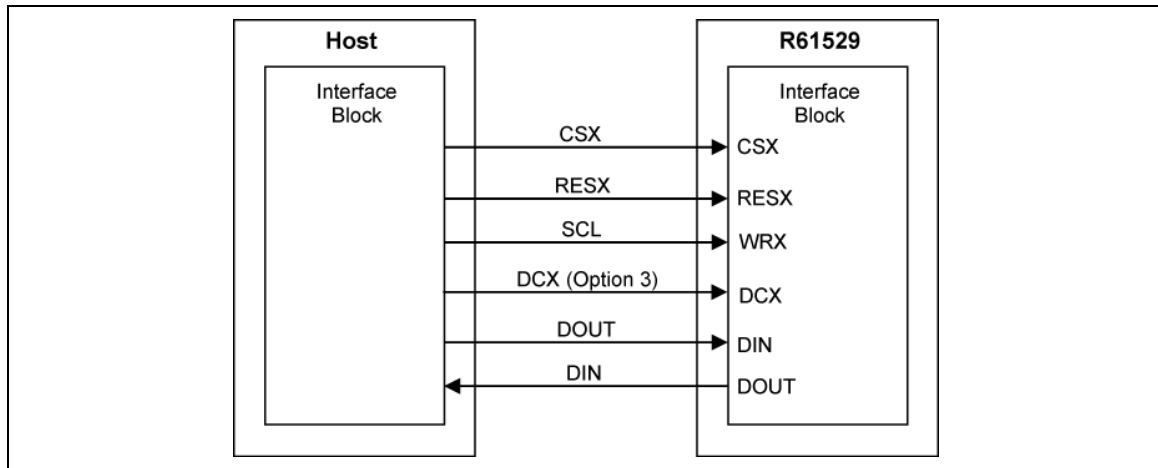 Host
R61529
Interface
Block
Interface
Block
CSX
CSX
RESX
RESX
SCL
WRX
DCX (Option 3)
DCX
DOUT
DIN
DIN
DOUT